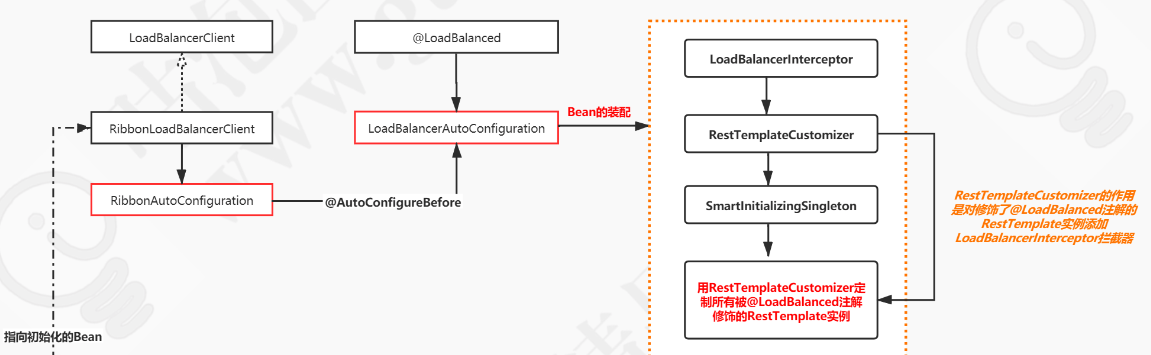 LoadBalancerClient
@LoadBalanced
LoadBalancerInterceptor
RibbonLoadBalancerClient
LoadBalancerAutoConfiguration
Bean的装配
RestTemplateCustomizer
RibbonAutoConfiguration
@AutoConfigureBefore
SmartInitializingSingleton
RestTemplateCustomizer的作用
是对修饰了@LoadBalanced注解的
RestTemplate实例添加
LoadBalancerInterceptor拦截器
用RestTemplateCustomizer定
制所有被@LoadBalanced注解
修饰的RestTemplate实例
指向初始化的Bean